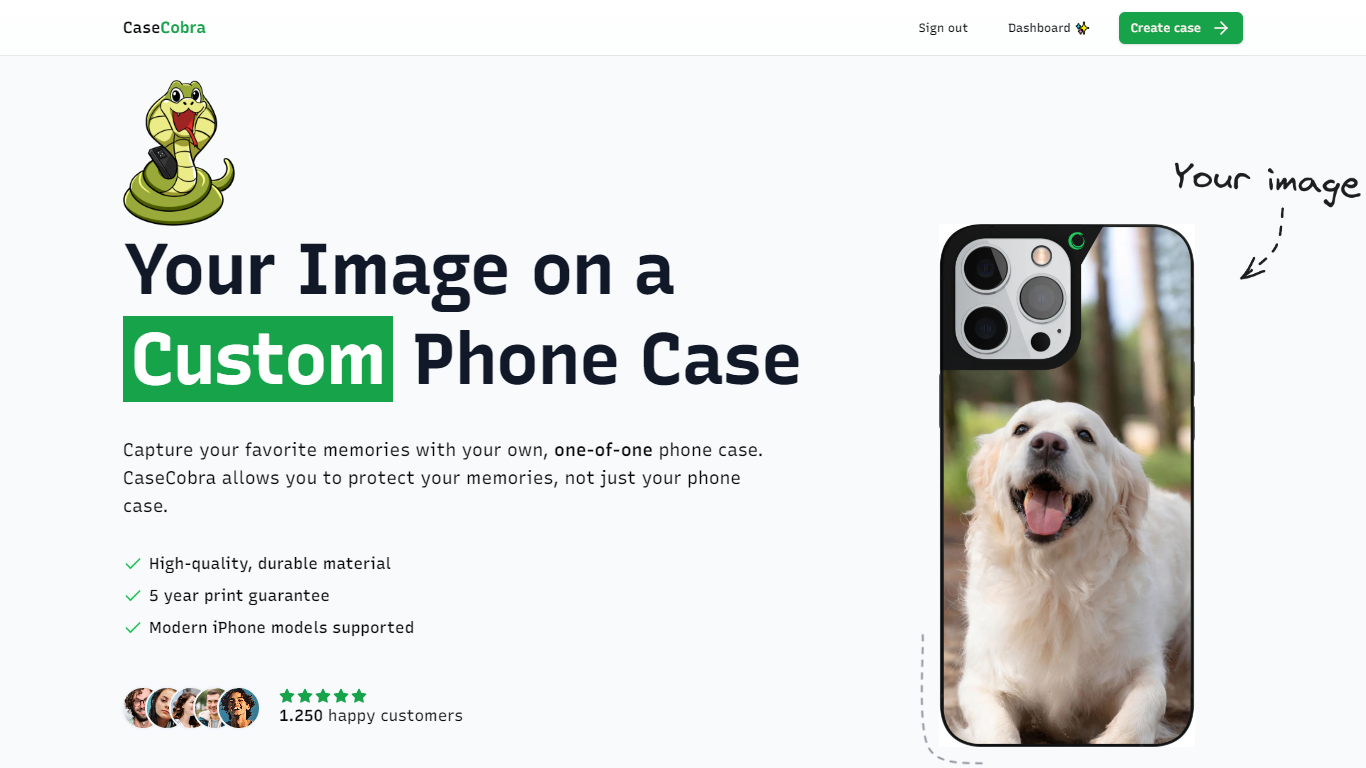 CaseCobra
Sign out
Dashboard ✨
Create case
Your image
Your Image on a
Custom Phone Case
Capture your favorite memories with your own, one-of-one phone case.
CaseCobra allows you to protect your memories, not just your phone
case.
High-quality, durable material
5 year print guarantee
Modern iPhone models supported
1.250 happy customers